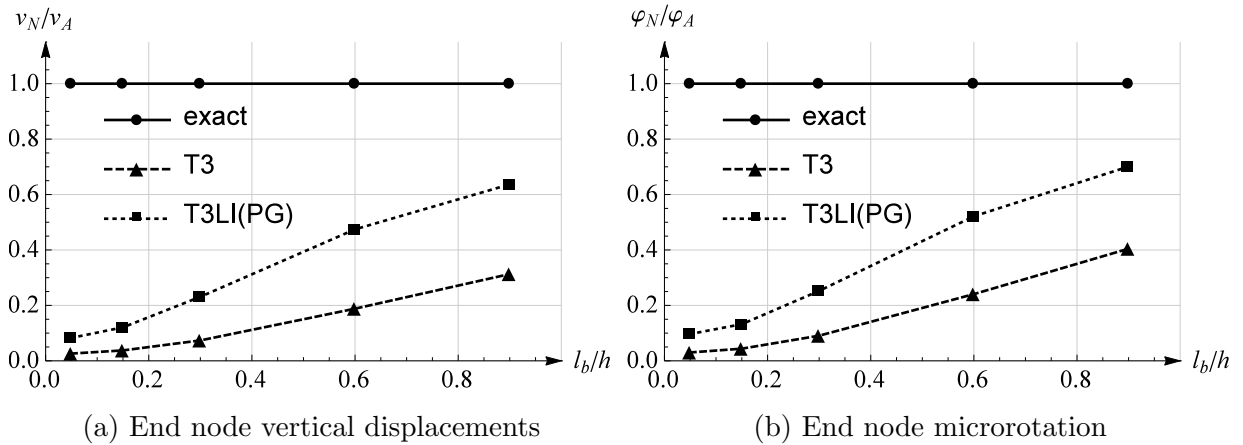 v_N/v_A
1.0
0.8
0.6
0.4
0.2
0.0
exact
T3
T3LI(PG)
0.0 0.2 0.4 0.6 0.8
l_b/h
(a) End node vertical displacements
φ_N/φ_A
1.0
0.8
0.6
0.4
0.2
0.0
exact
T3
T3LI(PG)
0.0 0.2 0.4 0.6 0.8
l_b/h
(b) End node microrotation